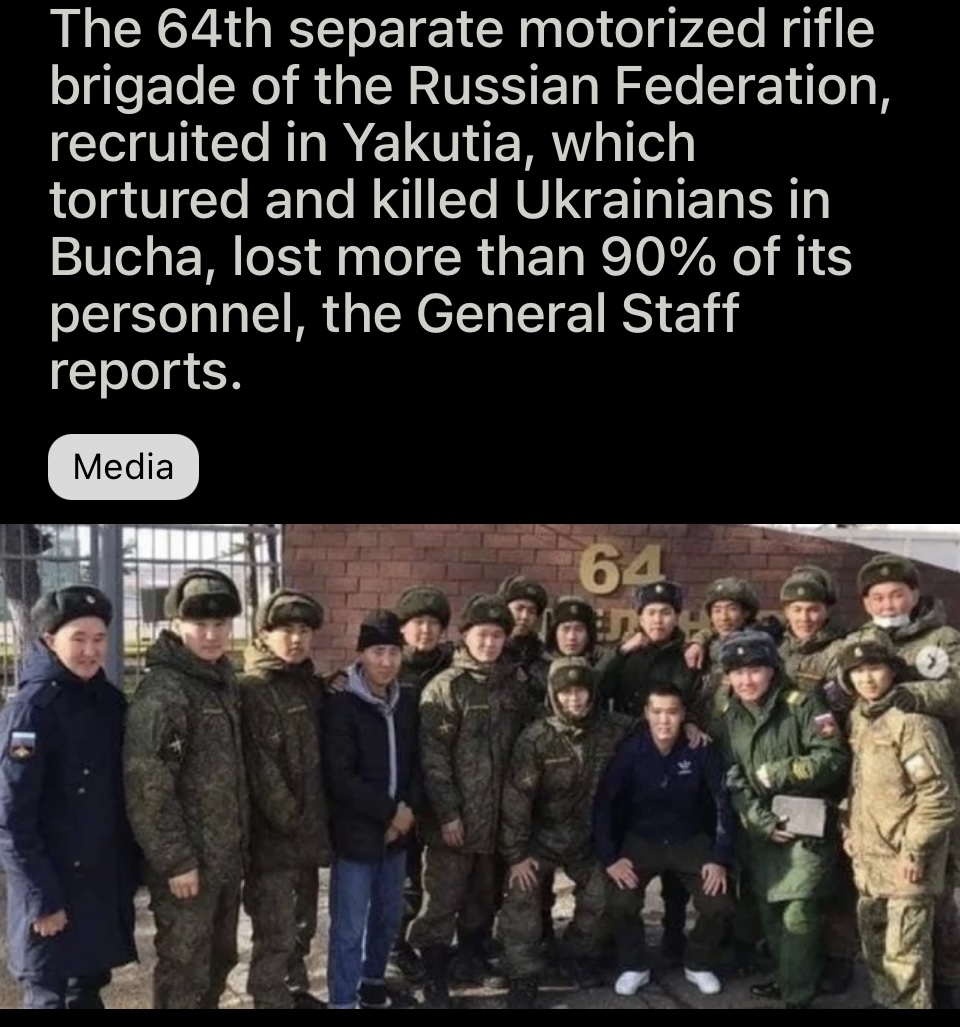 The 64th separate motorized rifle
brigade of the Russian Federation,
recruited in Yakutia, which
tortured and killed Ukrainians in
Bucha, lost more than 90% of its
personnel, the General Staff
reports.
Media
64